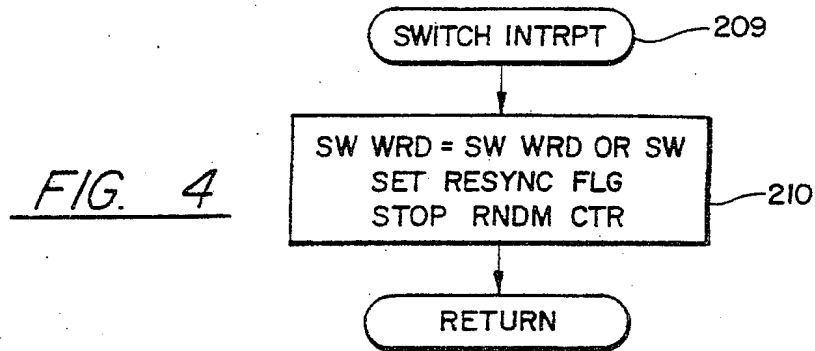 SWITCH INTRPT
209
SW WRD = SW WRD OR SW
SET RESYNC FLG
STOP RNDM CTR
210
FIG. 4
RETURN